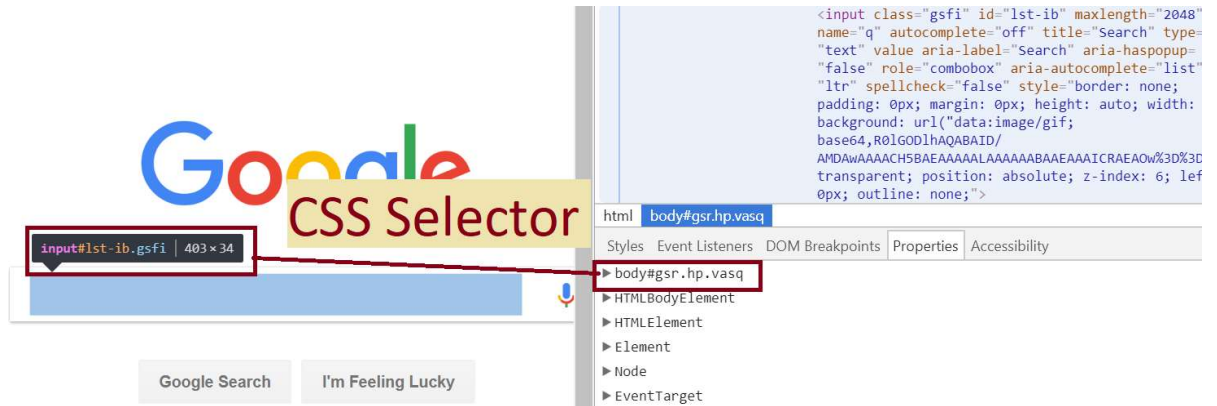 Google
CSS Selector
input#lst-ib.gsfi | 403 × 34
Google Search
I'm Feeling Lucky
<input class="gsfi" id="lst-ib" maxlength="2048"
name="q" autocomplete="off" title="Search" type=
"text" value aria-label="Search" aria-haspopup=
"false" role="combobox" aria-autocomplete="list"
"ltr" spellcheck="false" style="border: none;
padding: 0px; margin: 0px; height: auto; width:
background: url("data:image/gif;
base64,R0lGODlhAQABAID/
AMDAwAAAACH5BAEAAAAALAAAAAABAAEAAAICRAEAOw%3D%3D
transparent; position: absolute; z-index: 6; lef
0px; outline: none;">
html body#gsr.hp.vasq
Styles Event Listeners DOM Breakpoints Properties Accessibility
body#gsr.hp.vasq
HTMLBodyElement
HTMLElement
Element
Node
EventTarget